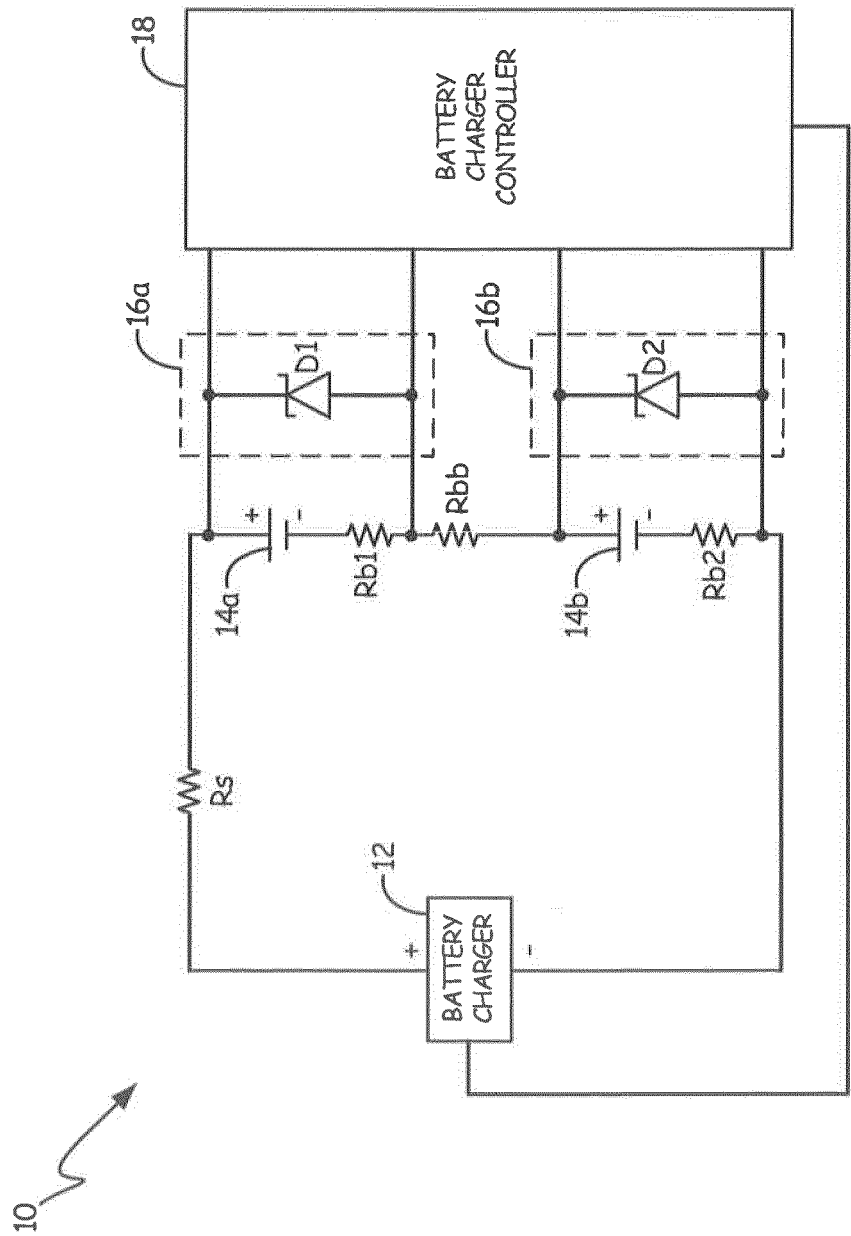 10
12
BATTERY
CHARGER
+
-
Rs
14a
+
-
Rb1
Rbb
14b
+
-
Rb2
16a
D1
16b
D2
18
BATTERY
CHARGER
CONTROLLER